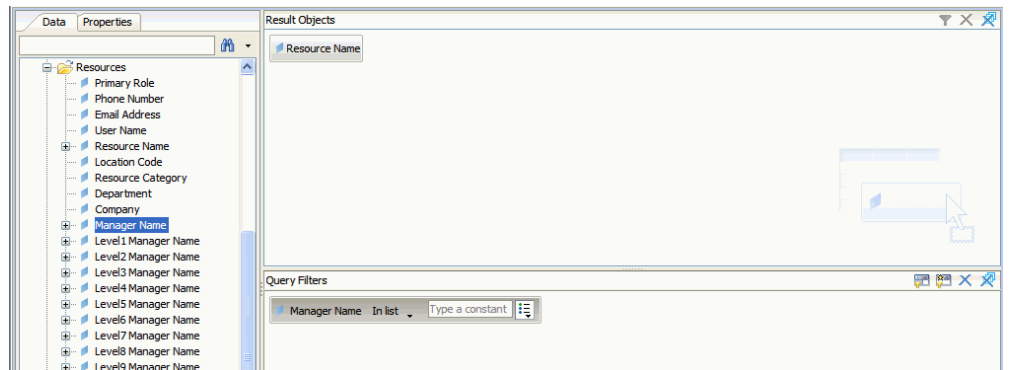 Data Properties
Resources
Primary Role
Phone Number
Email Address
User Name
Resource Name
Location Code
Resource Category
Department
Company
Manager Name
Level1 Manager Name
Level2 Manager Name
Level3 Manager Name
Level4 Manager Name
Level5 Manager Name
Level6 Manager Name
Level7 Manager Name
Level8 Manager Name
Level9 Manager Name
Result Objects
Resource Name
Query Filters
Manager Name In list Type a constant